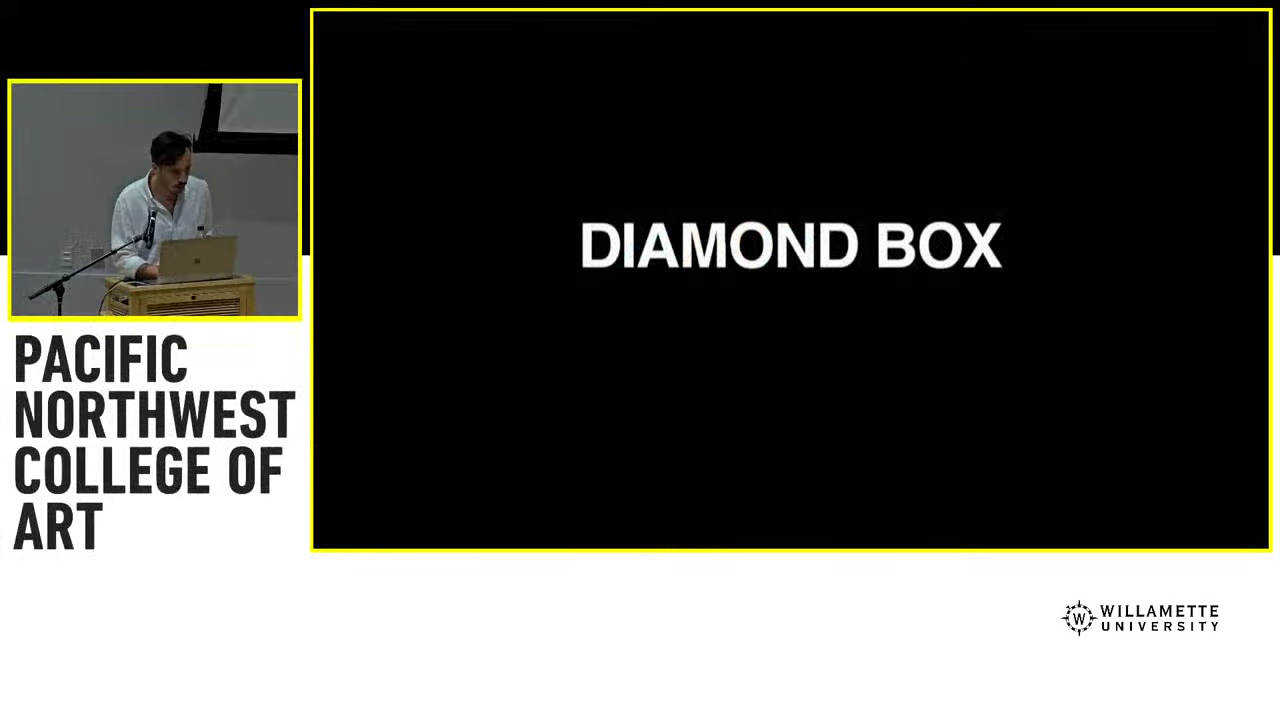 DIAMOND BOX
PACIFIC
NORTHWEST
COLLEGE OF
ART
W
WILLAMETTE
UNIVERSITY